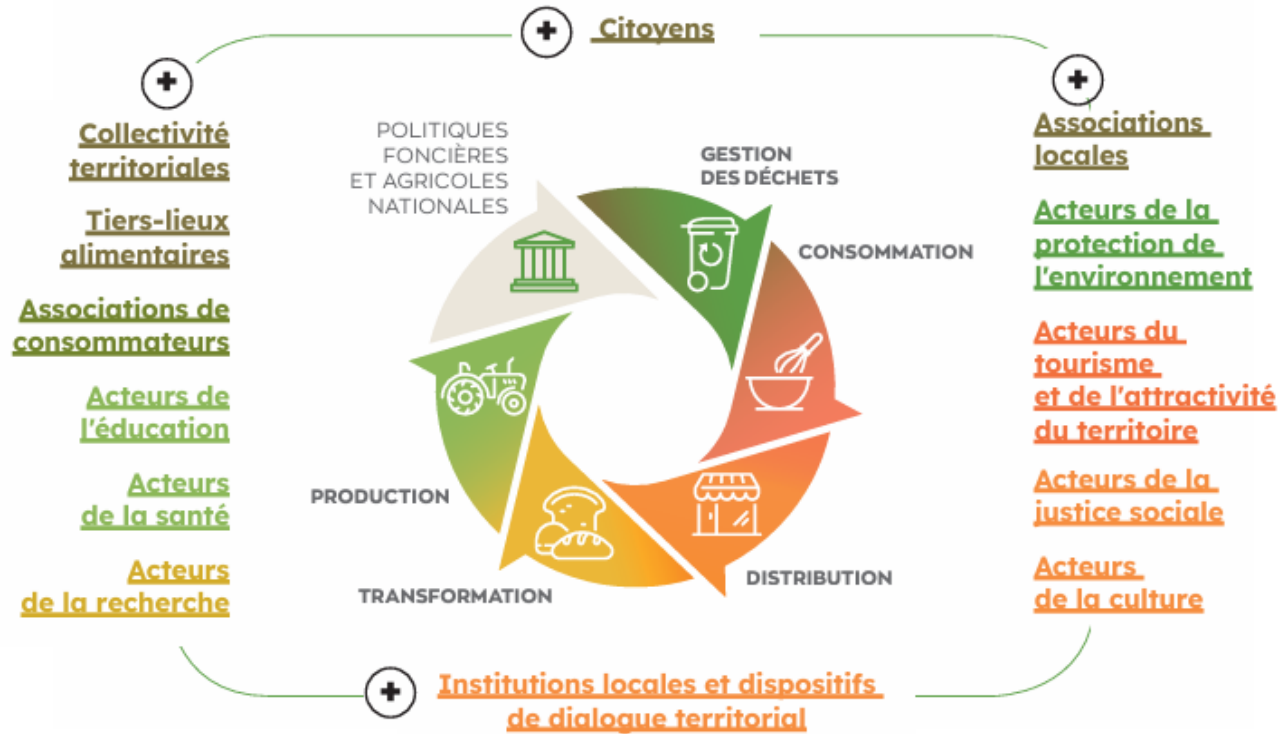 Citoyens
Collectivité
territoriales
Tiers-lieux
alimentaires
Associations de
consommateurs
Acteurs de
l'éducation
Acteurs
de la santé
Acteurs
de la recherche
POLITIQUES
FONCIÈRES
ET AGRICOLES
NATIONALES
GESTION
DES DÉCHETS
CONSOMMATION
DISTRIBUTION
TRANSFORMATION
PRODUCTION
Associations
locales
Acteurs de la
protection de
l'environnement
Acteurs du
tourisme
et de l'attractivité
du territoire
Acteurs de la
justice sociale
Acteurs
de la culture
Institutions locales et dispositifs
de dialogue territorial